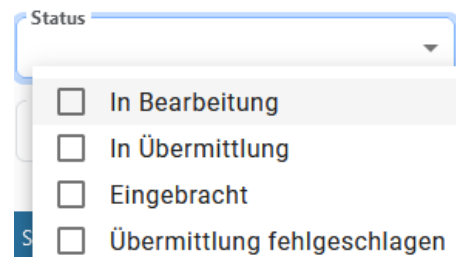 Status
In Bearbeitung
In Übermittlung
Eingebracht
S
Übermittlung fehlgeschlagen